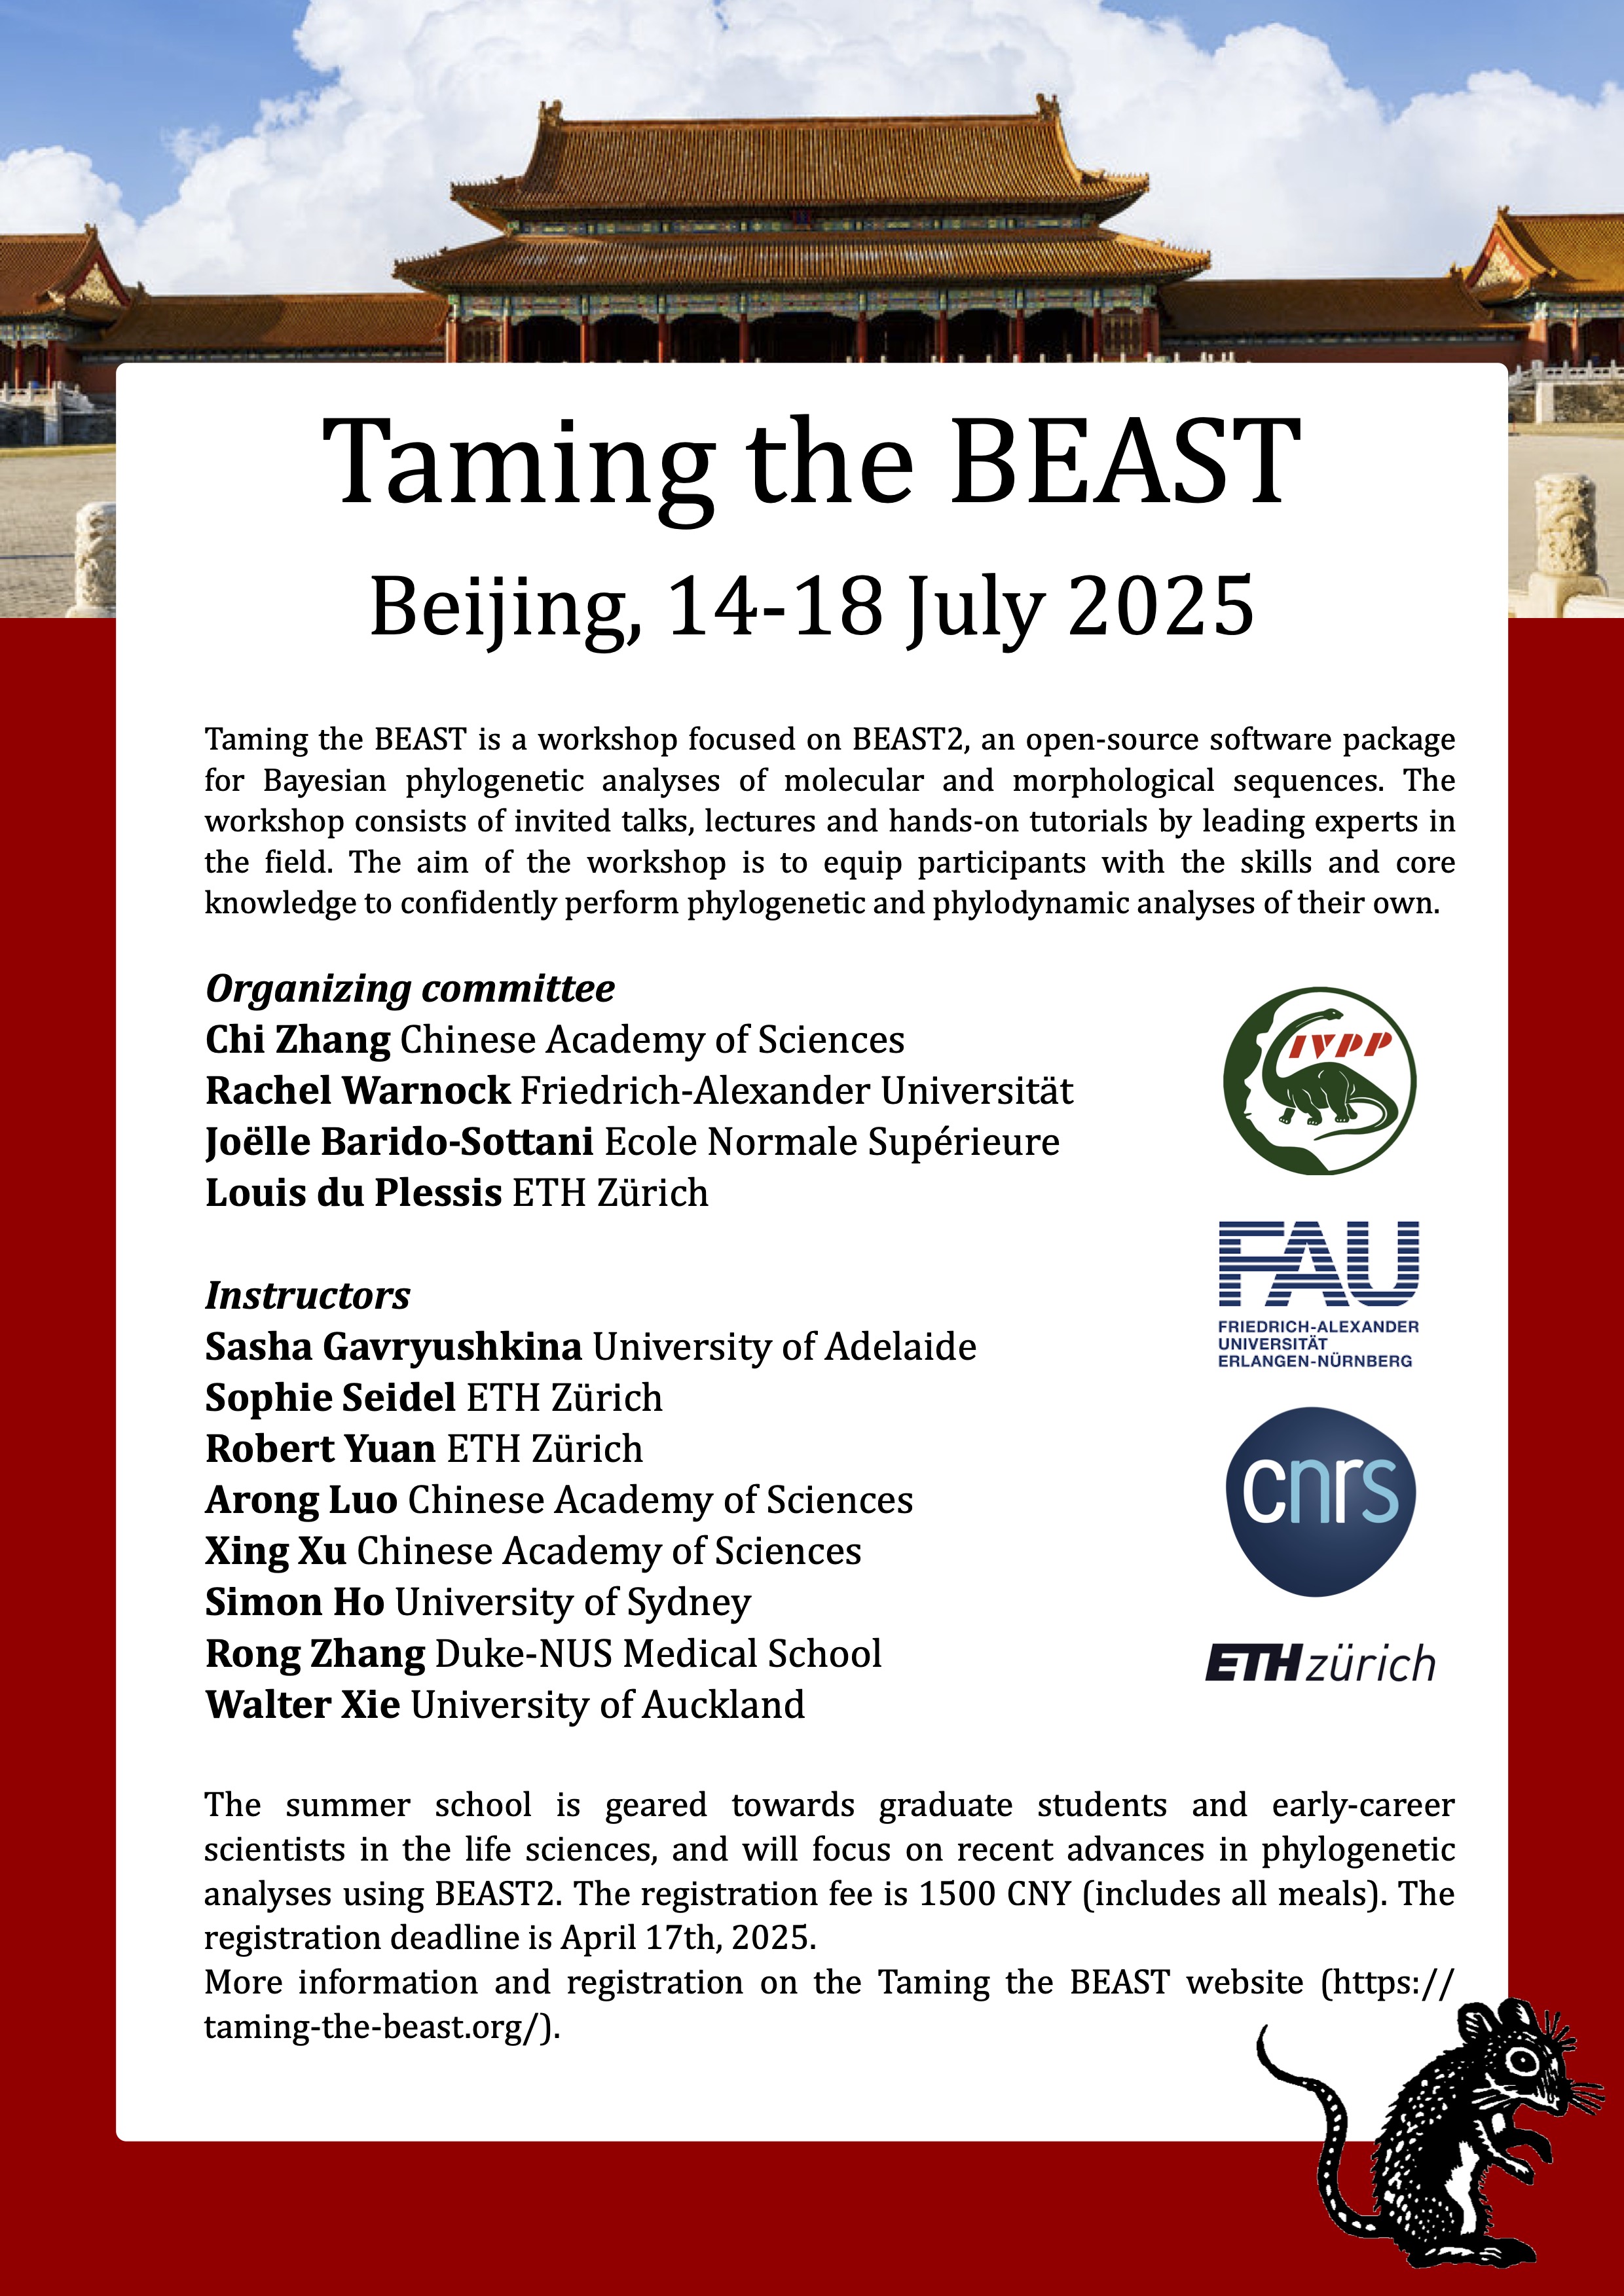 Taming the BEAST
Beijing, 14-18 July 2025
Taming the BEAST is a workshop focused on BEAST2, an open-source software package
for Bayesian phylogenetic analyses of molecular and morphological sequences. The
workshop consists of invited talks, lectures and hands-on tutorials by leading experts in
the field. The aim of the workshop is to equip participants with the skills and core
knowledge to confidently perform phylogenetic and phylodynamic analyses of their own.
Organizing committee
Chi Zhang Chinese Academy of Sciences
Rachel Warnock Friedrich-Alexander Universität
Joëlle Barido-Sottani Ecole Normale Supérieure
Louis du Plessis ETH Zürich
Instructors
Sasha Gavryushkina University of Adelaide
Sophie Seidel ETH Zürich
Robert Yuan ETH Zürich
Arong Luo Chinese Academy of Sciences
Xing Xu Chinese Academy of Sciences
Simon Ho University of Sydney
Rong Zhang Duke-NUS Medical School
Walter Xie University of Auckland
IVPP
FAU
FRIEDRICH-ALEXANDER
UNIVERSITÄT
ERLANGEN-NÜRNBERG
cnrs
ETH zürich
The summer school is geared towards graduate students and early-career
scientists in the life sciences, and will focus on recent advances in phylogenetic
analyses using BEAST2. The registration fee is 1500 CNY (includes all meals). The
registration deadline is April 17th, 2025.
More information and registration on the Taming the BEAST website (https://
taming-the-beast.org/).